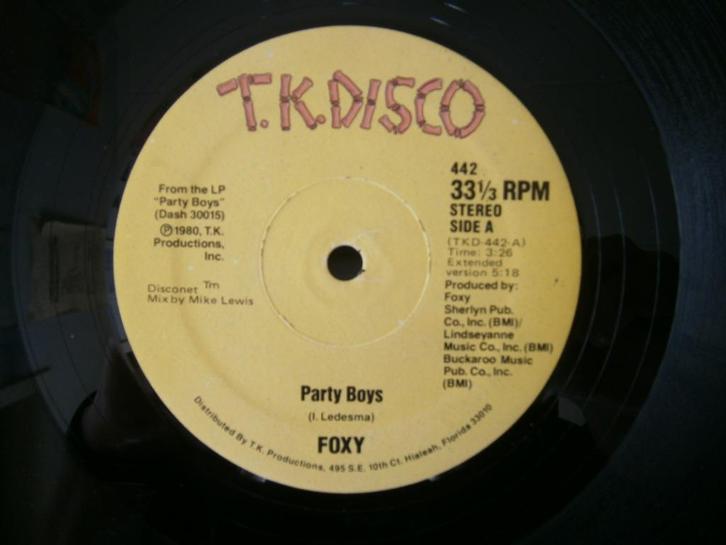 T.K.DISCO
From the LP
"Party Boys"
(Dash 30015)
℗1980, T.K.
Productions,
Inc.
Disconet ™
Mix by Mike Lewis
442
33⅓ RPM
STEREO
SIDE A
(TKD-442-A)
Time: 3:26
Extended
version 5:18
Produced by:
Foxy
Sherlyn Pub.
Co., Inc. (BMI)/
Lindseyanne
Music Co., Inc. (BMI)
Buckaroo Music
Pub. Co., Inc.
(BMI)
Party Boys
(I. Ledesma)
FOXY
Distributed By T.K. Productions, 495 S.E. 10th Ct. Hialeah, Florida 33010